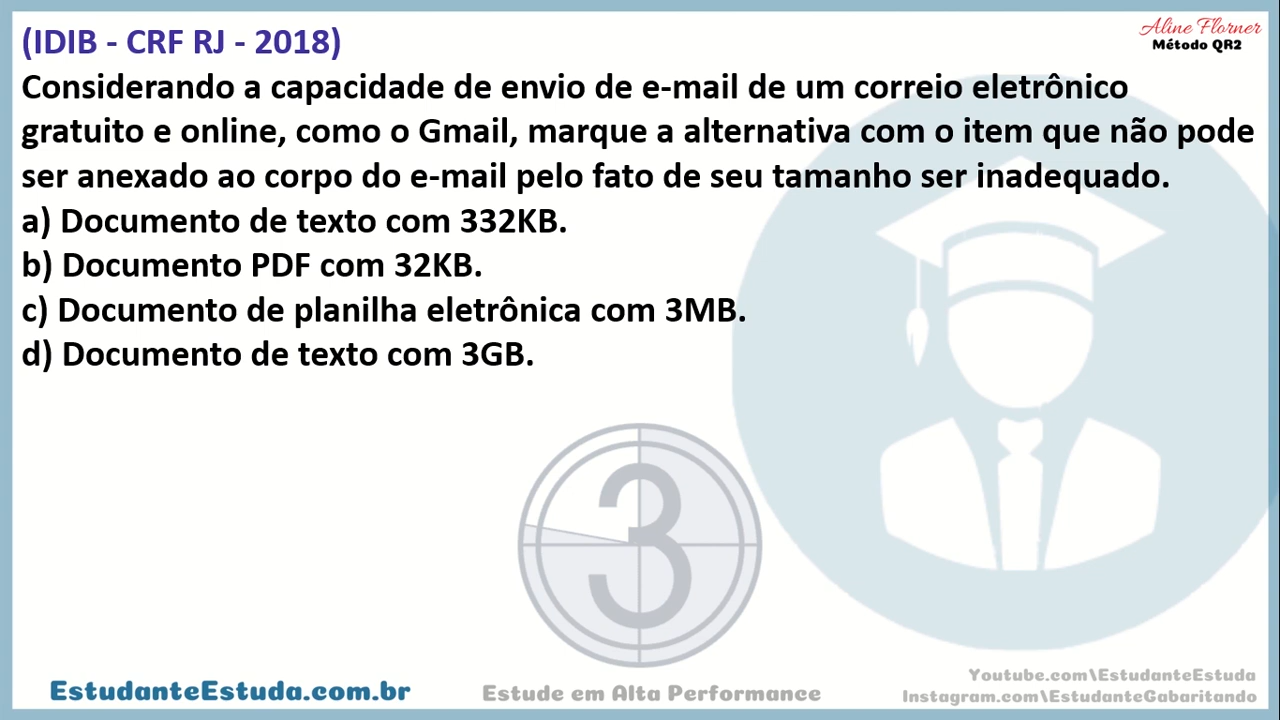 (IDIB - CRF RJ - 2018)
Aline Florner
Método QR2
Considerando a capacidade de envio de e-mail de um correio eletrônico
gratuito e online, como o Gmail, marque a alternativa com o item que não pode
ser anexado ao corpo do e-mail pelo fato de seu tamanho ser inadequado.
a) Documento de texto com 332KB.
b) Documento PDF com 32KB.
c) Documento de planilha eletrônica com 3MB.
d) Documento de texto com 3GB.
3
EstudanteEstuda.com.br
Estude em Alta Performance
Youtube.com\EstudanteEstuda
Instagram.com\EstudanteGabaritando